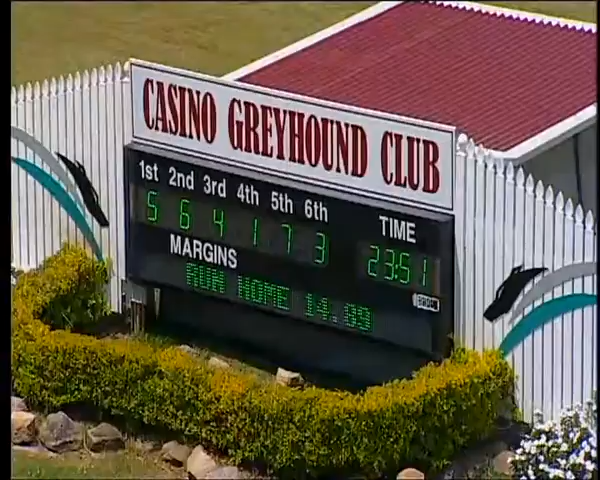 CASINO GREYHOUND CLUB
1st 2nd 3rd 4th 5th 6th TIME
5 6 4 1 7 3 23:51
MARGINS
RUN HOME 14.99